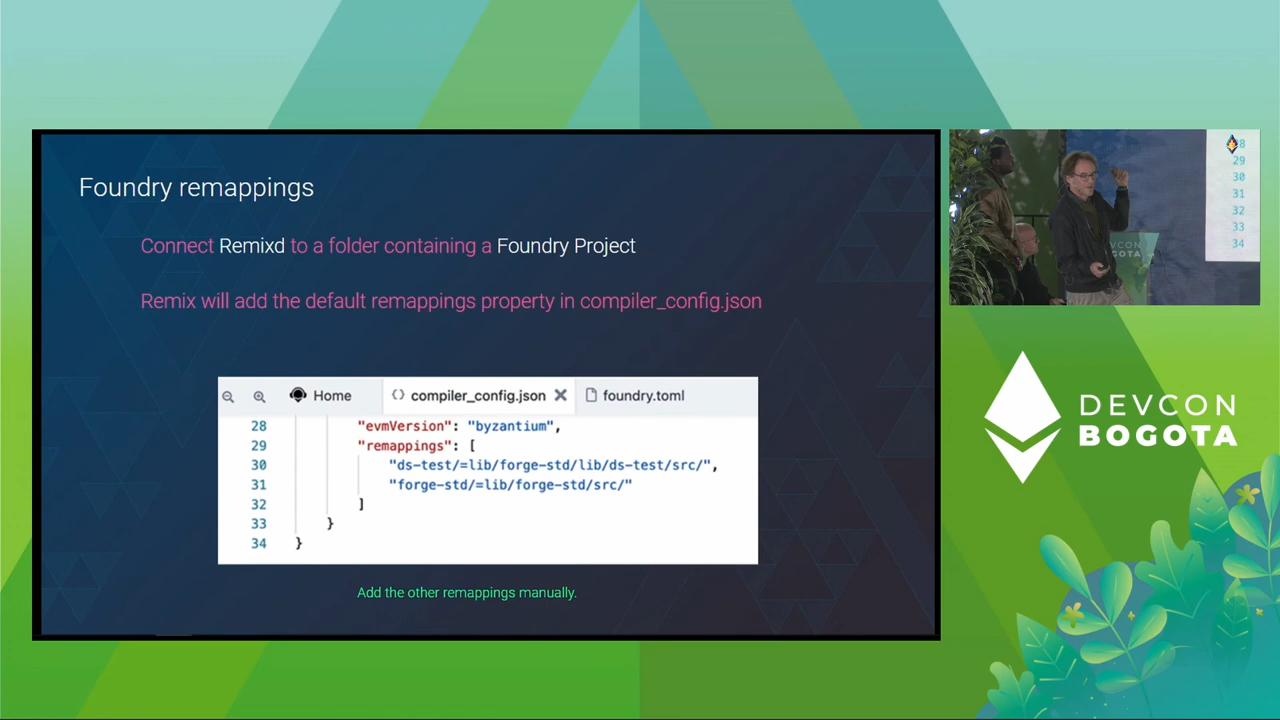 Foundry remappings
Connect Remixd to a folder containing a Foundry Project
Remix will add the default remappings property in compiler_config.json
Home
compiler_config.json
foundry.toml
28 "evmVersion": "byzantium",
29 "remappings": [
30 "ds-test/=lib/forge-std/lib/ds-test/src/",
31 "forge-std/=lib/forge-std/src/"
32 ]
33 }
34 }
Add the other remappings manually.
8
29
30
31
32
33
34
DEVCON
BOGOTA